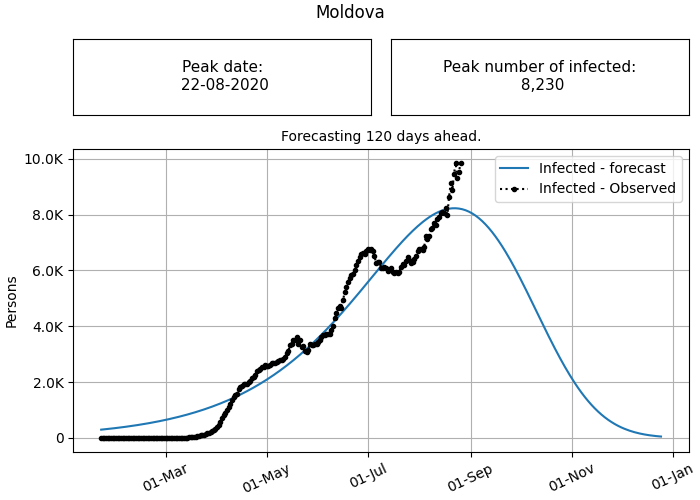 Moldova
Peak date:
22-08-2020
Peak number of infected:
8,230
Forecasting 120 days ahead.
10.0K
8.0K
6.0K
4.0K
2.0K
0
Persons
Infected - forecast
Infected - Observed
01-Mar
01-May
01-Jul
01-Sep
01-Nov
01-Jan